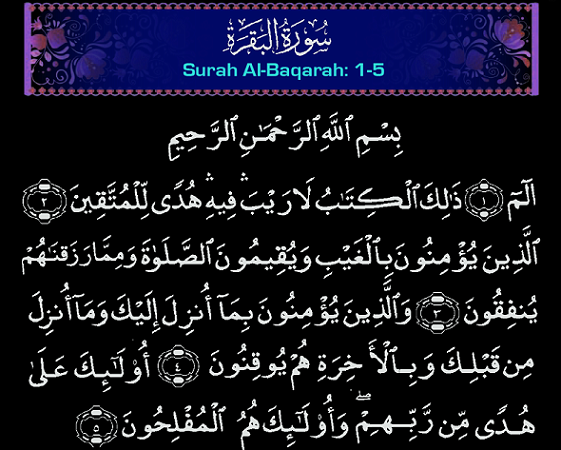 سُورَةُ الْبَقَرَةِ
Surah Al-Baqarah: 1-5
بِسْمِ ٱللَّهِ ٱلرَّحْمَـٰنِ ٱلرَّحِيمِ
الٓمٓ ۝١ ذَٰلِكَ ٱلْكِتَـٰبُ لَا رَيْبَ ۛ فِيهِ ۛ هُدًى لِّلْمُتَّقِينَ ۝٢
ٱلَّذِينَ يُؤْمِنُونَ بِٱلْغَيْبِ وَيُقِيمُونَ ٱلصَّلَوٰةَ وَمِمَّا رَزَقْنَـٰهُمْ
يُنفِقُونَ ۝٣ وَٱلَّذِينَ يُؤْمِنُونَ بِمَآ أُنزِلَ إِلَيْكَ وَمَآ أُنزِلَ
مِن قَبْلِكَ وَبِٱلْأَخِرَةِ هُمْ يُوقِنُونَ ۝٤ أُوْلَـٰٓئِكَ عَلَىٰ
هُدًى مِّن رَّبِّهِمْ ۖ وَأُوْلَـٰٓئِكَ هُمُ ٱلْمُفْلِحُونَ ۝٥